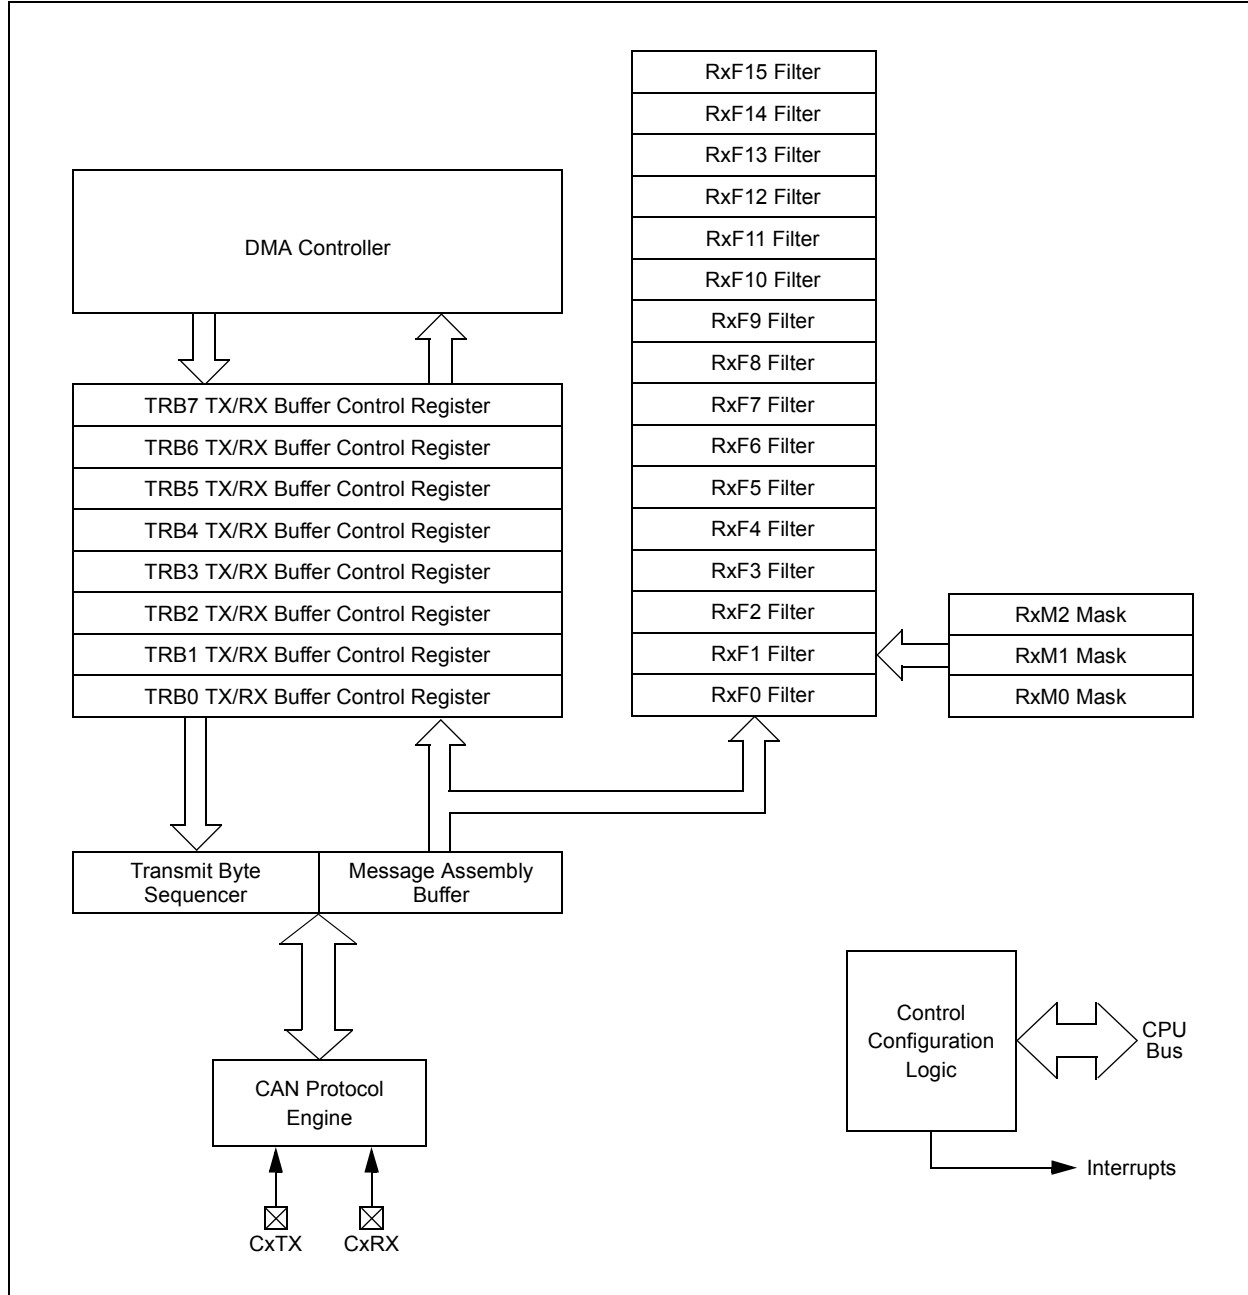 RxF15 Filter
RxF14 Filter
RxF13 Filter
RxF12 Filter
RxF11 Filter
RxF10 Filter
RxF9 Filter
RxF8 Filter
RxF7 Filter
RxF6 Filter
RxF5 Filter
RxF4 Filter
RxF3 Filter
RxF2 Filter
RxF1 Filter
RxF0 Filter
DMA Controller
TRB7 TX/RX Buffer Control Register
TRB6 TX/RX Buffer Control Register
TRB5 TX/RX Buffer Control Register
TRB4 TX/RX Buffer Control Register
TRB3 TX/RX Buffer Control Register
TRB2 TX/RX Buffer Control Register
TRB1 TX/RX Buffer Control Register
TRB0 TX/RX Buffer Control Register
RxM2 Mask
RxM1 Mask
RxM0 Mask
Transmit Byte
Sequencer
Message Assembly
Buffer
CAN Protocol
Engine
CxTX
CxRX
Control
Configuration
Logic
CPU
Bus
Interrupts